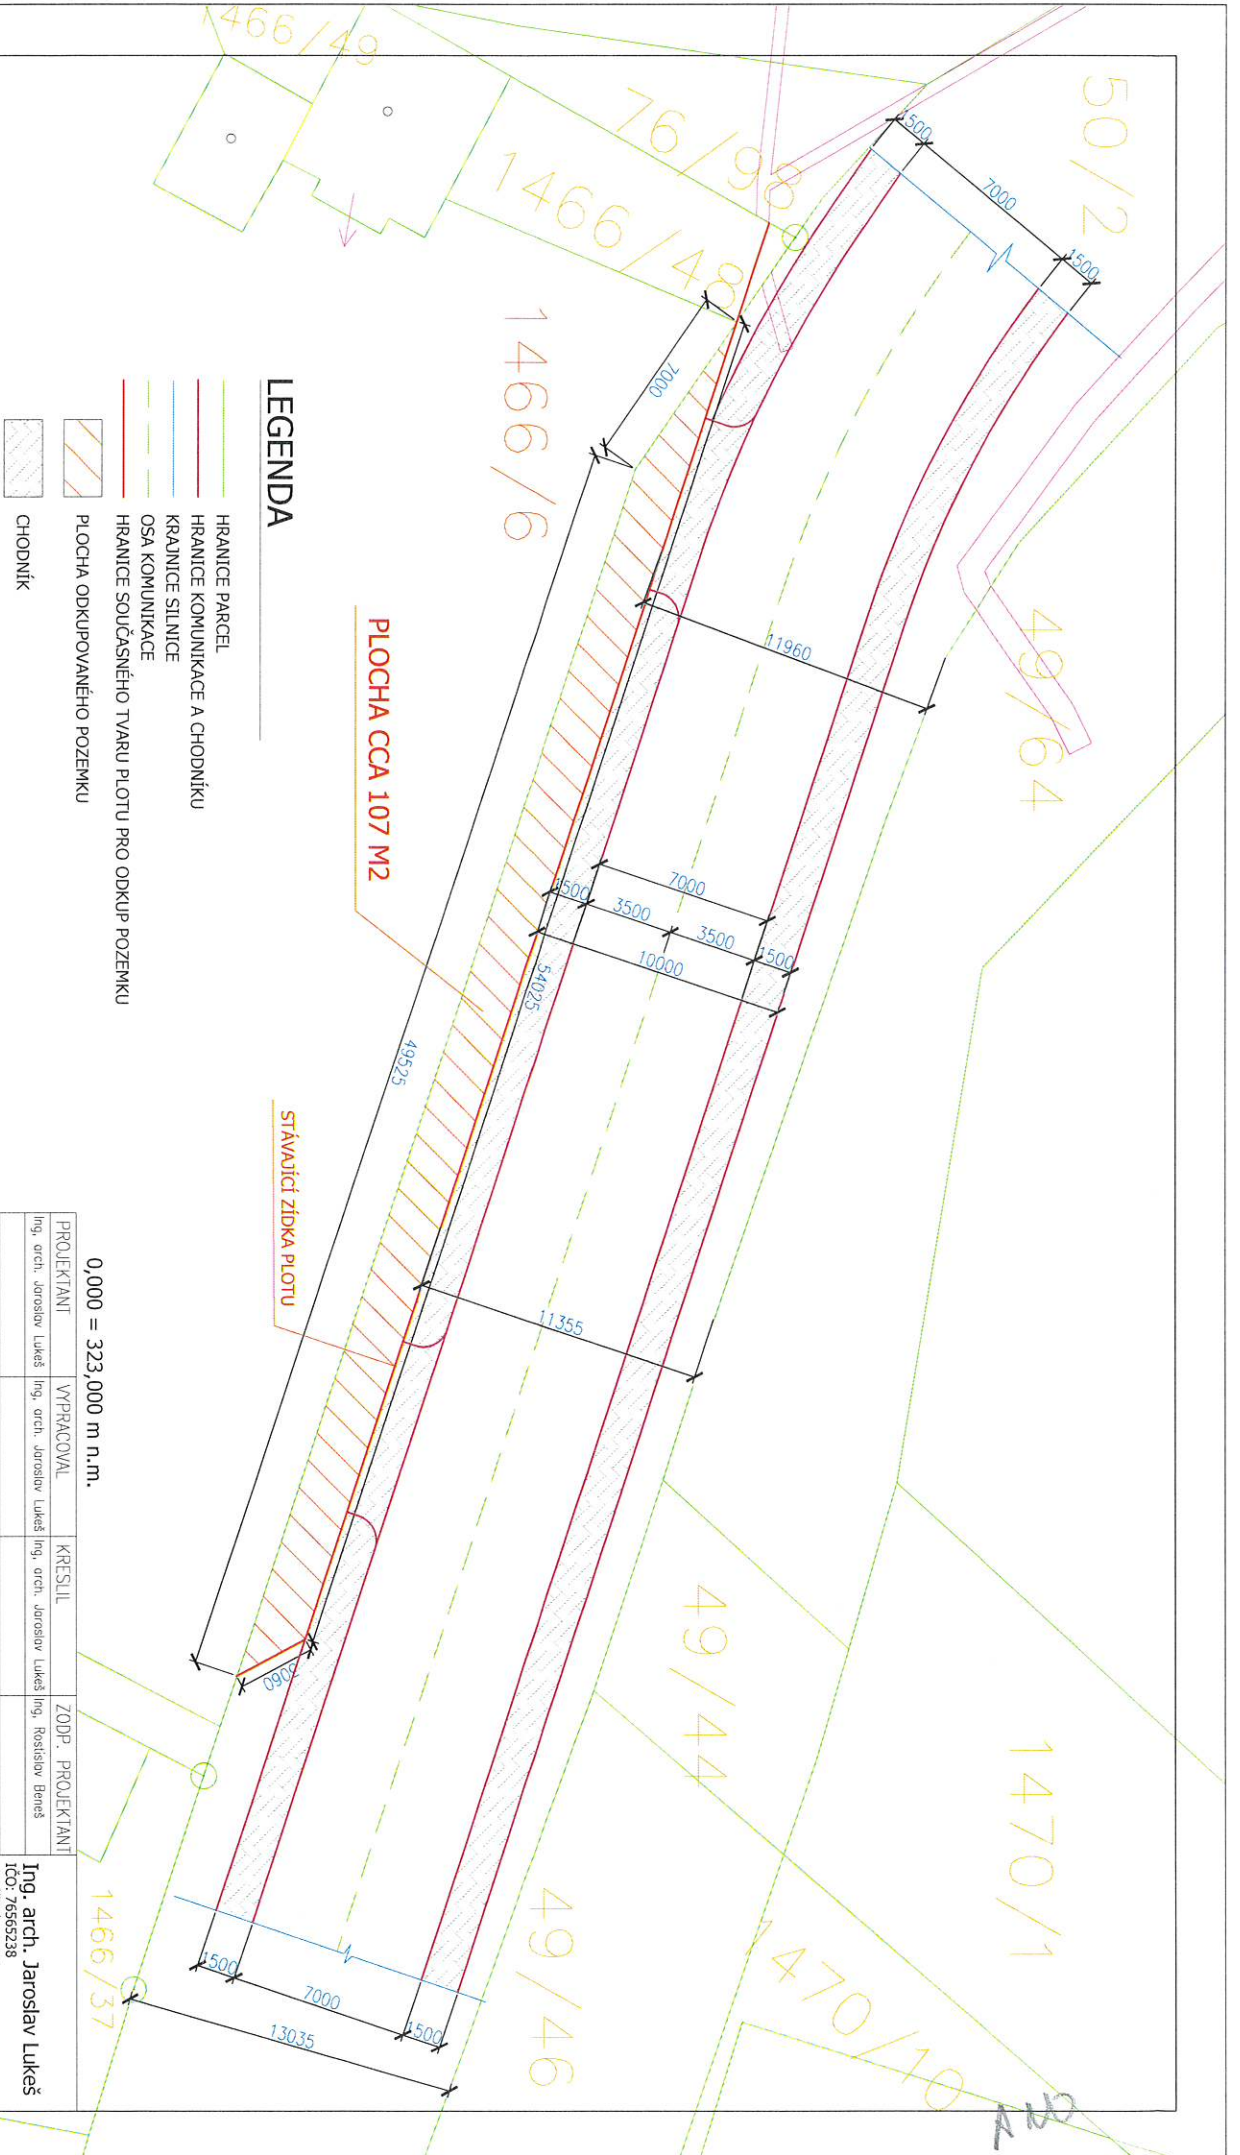 1466/49
76/98
1466/48
50/2
1500
7000
1500
1466/6
7000
49/64
11960
LEGENDA
HRANICE PARCEL
HRANICE KOMUNIKACE A CHODNÍKU
KRAJNICE SILNICE
OSA KOMUNIKACE
HRANICE SOUČASNÉHO TVARU PLOTU PRO ODKUP POZEMKU
PLOCHA ODKUPOVANÉHO POZEMKU
CHODNÍK
PLOCHA CCA 107 M2
7000
1500
3500
3500
1500
10000
54025
49525
STÁVAJÍCÍ ZÍDKA PLOTU
11355
3060
49/44
1470/1
49/46
1470/10
1466/37
1500
7000
1500
13035
ANO
0,000 = 323,000 m n.m.
PROJEKTANT VYPRACOVAL KRESLIL ZODP. PROJEKTANT
Ing. arch. Jaroslav Lukeš Ing. arch. Jaroslav Lukeš Ing. arch. Jaroslav Lukeš Ing. Rostislav Beneš
Ing. arch. Jaroslav Lukeš
IČO: 76565238